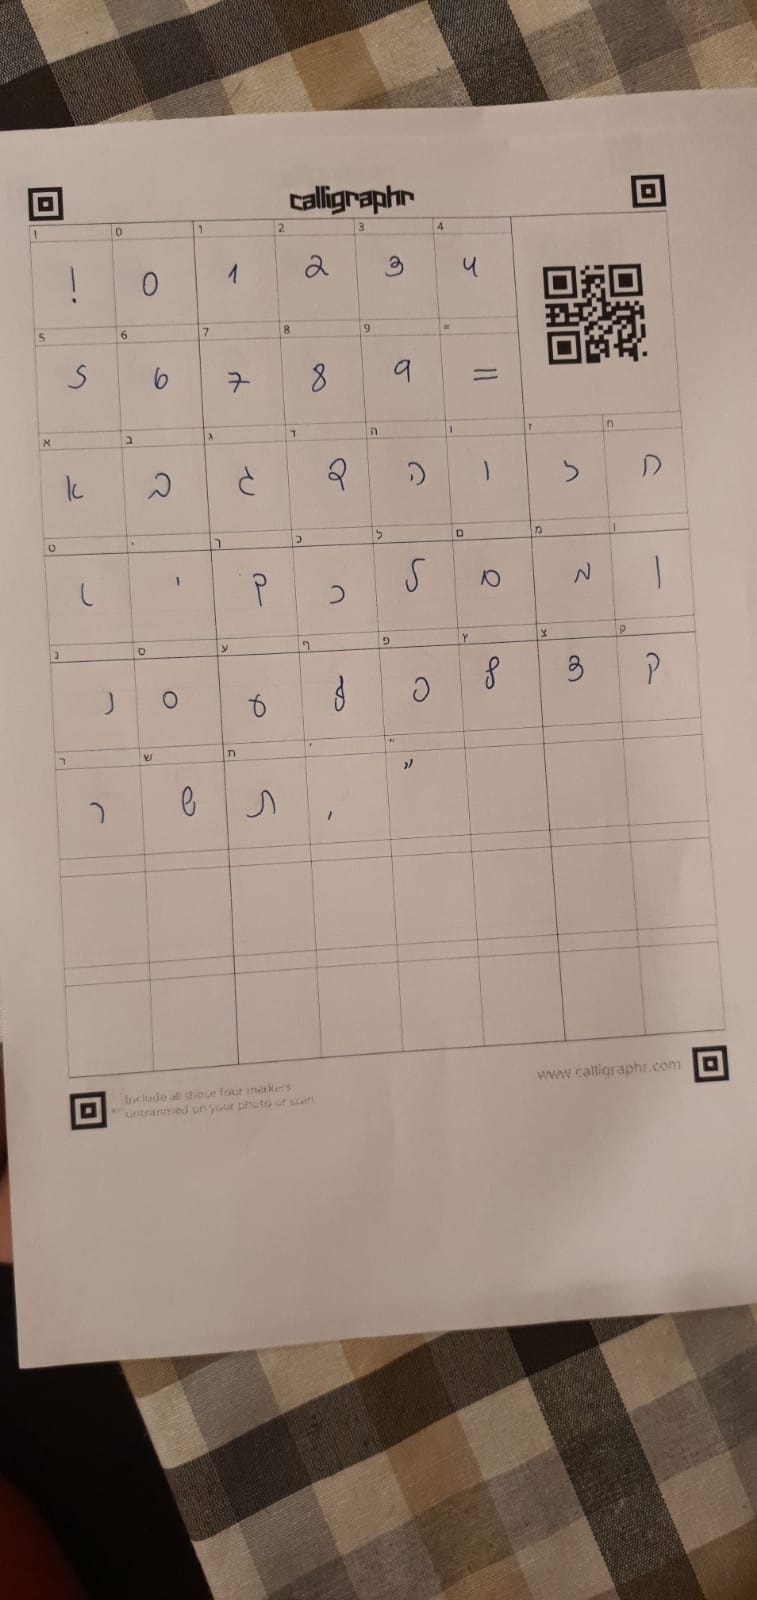 calligraphr
! 0 1 2 3 4
! 0 1 2 3 4
5 6 7 8 9 =
5 6 7 8 9 =
א ב ג ד ה ו ז ח
א ב ג ד ה ו ז ח
ט י ך כ ל ם מ ן
ט י ך כ ל ם מ ן
נ ס ע ף פ ץ צ ק
נ ס ע ף פ ץ צ ק
ר ש ת ' "
ר ש ת , "
Include all these four markers
untrimmed on your photo or scan
www.calligraphr.com